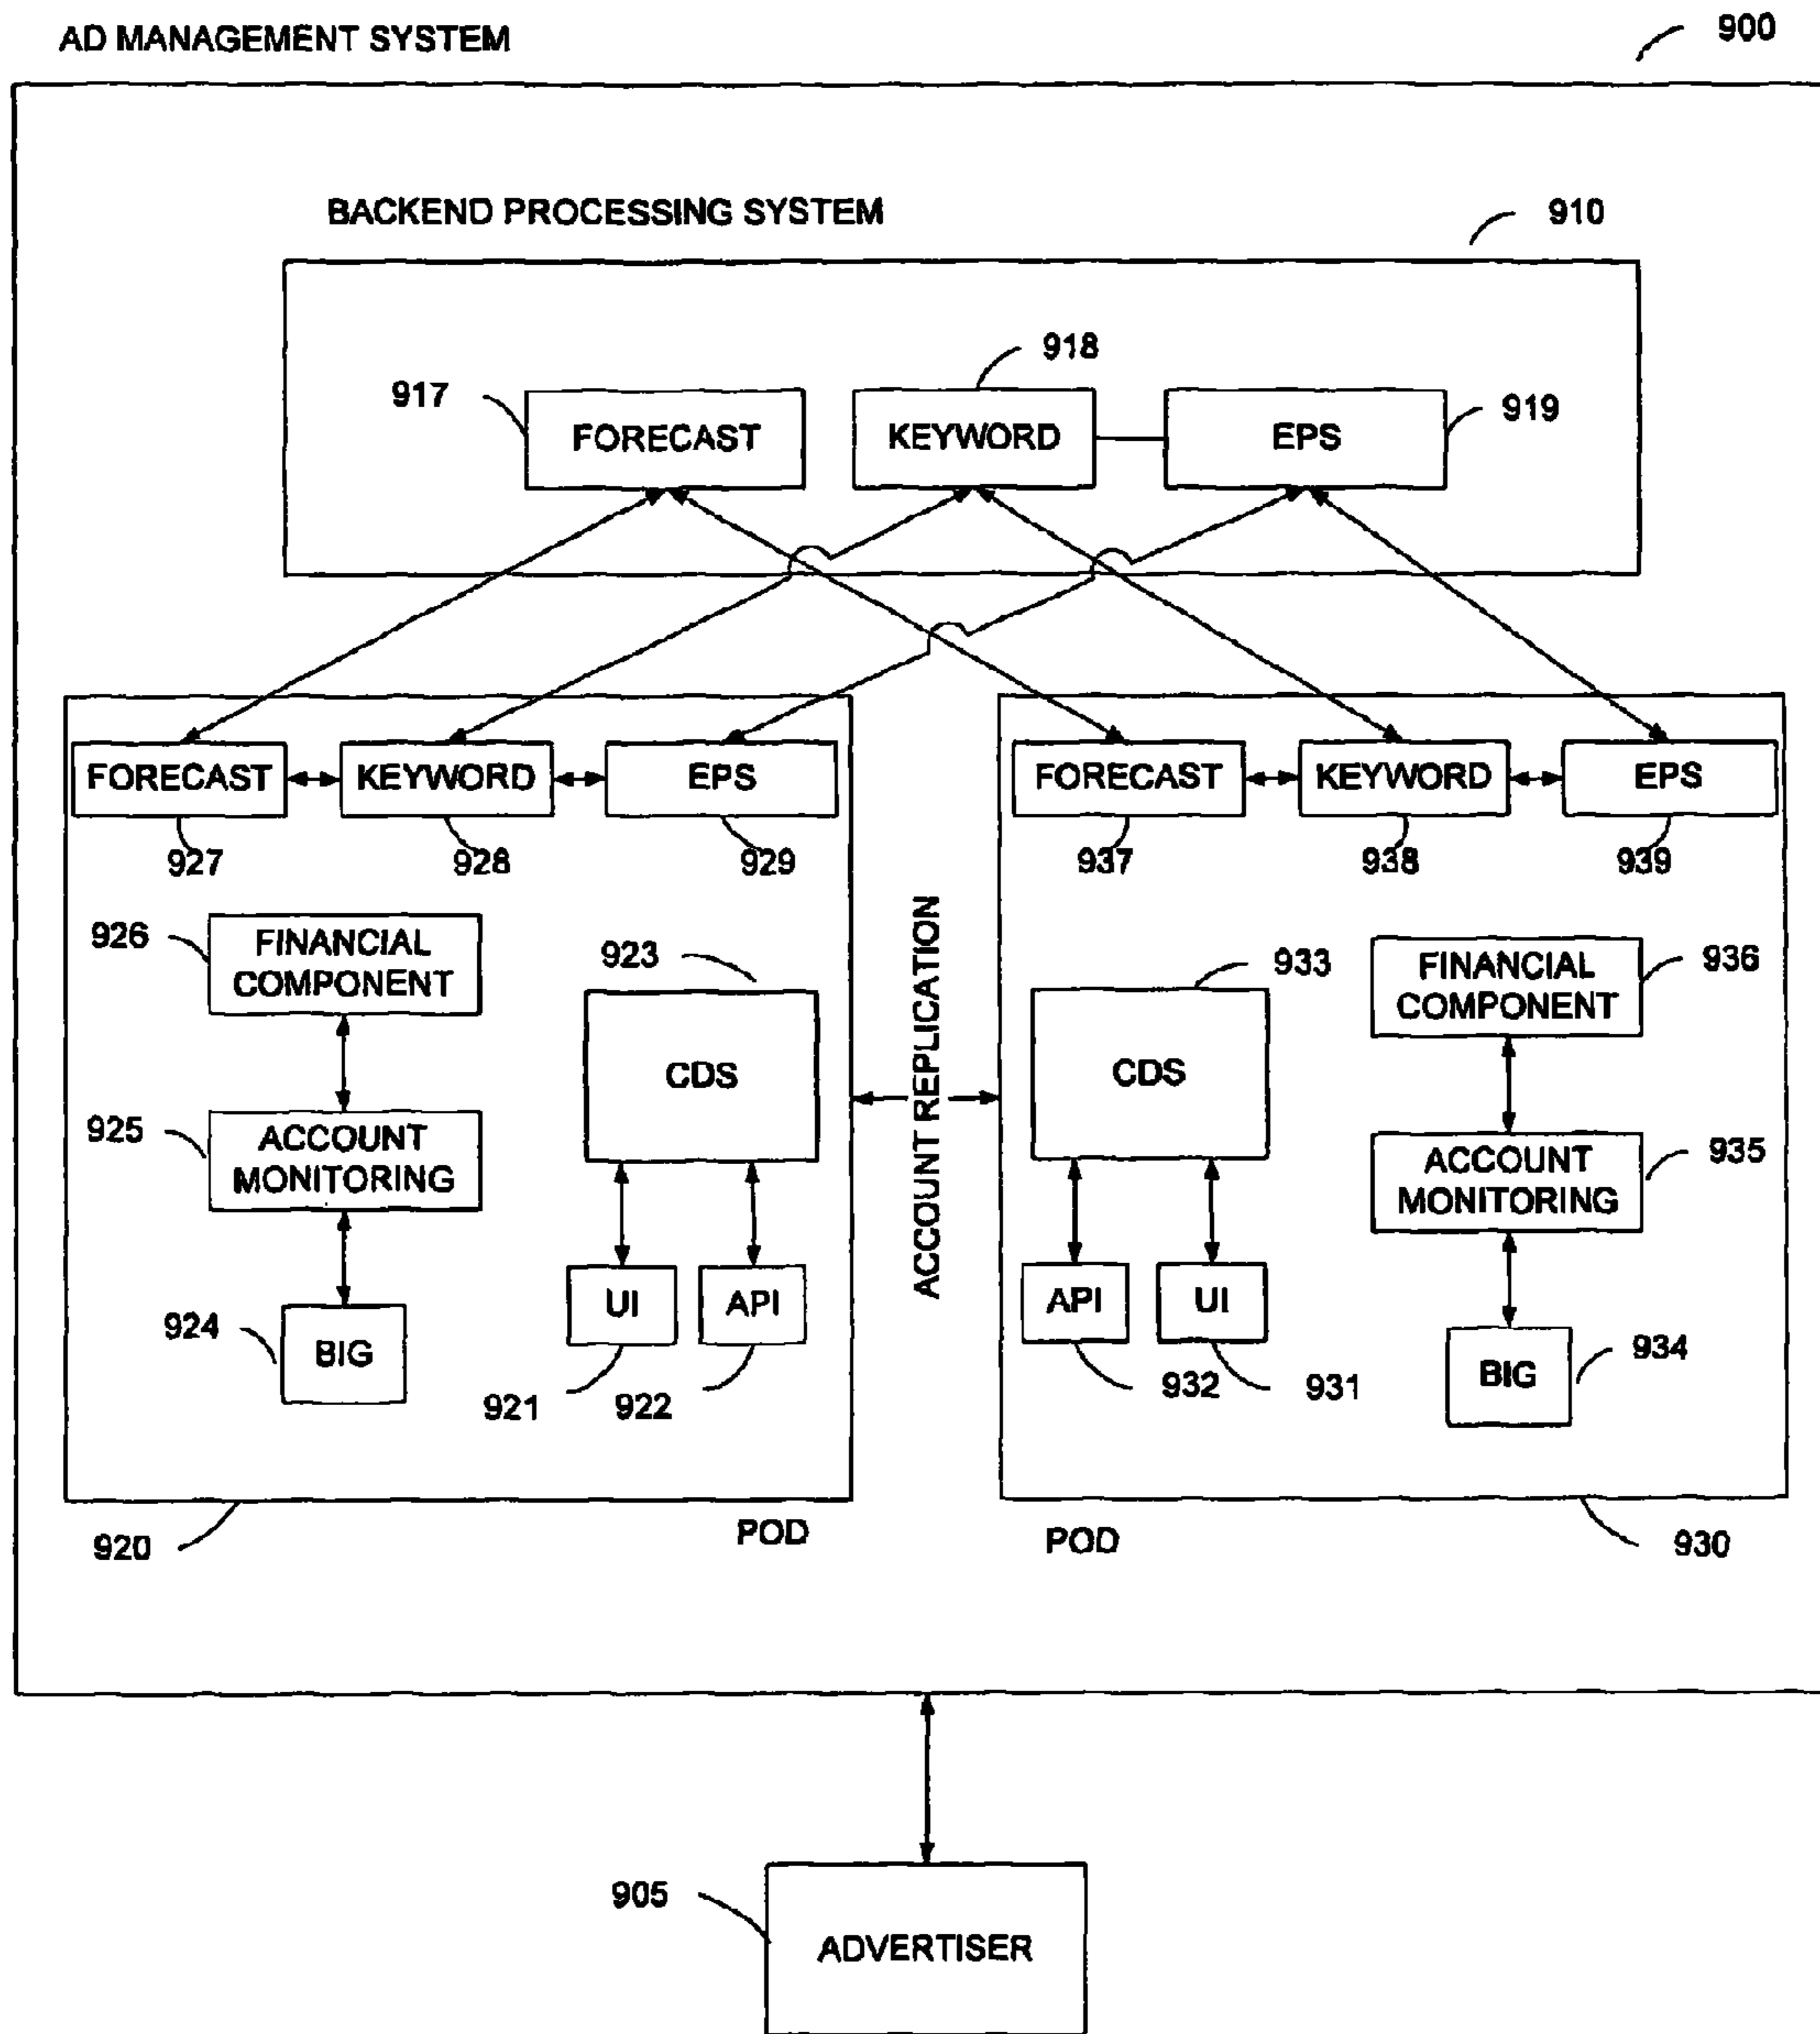 AD MANAGEMENT SYSTEM
900
BACKEND PROCESSING SYSTEM
910
917
918
919
FORECAST
KEYWORD
EPS
FORECAST
KEYWORD
EPS
927
928
929
926
FINANCIAL
COMPONENT
923
CDS
925
ACCOUNT
MONITORING
924
BIG
UI
API
921
922
920
POD
ACCOUNT REPLICATION
FORECAST
KEYWORD
EPS
937
938
939
933
CDS
FINANCIAL
COMPONENT
936
ACCOUNT
MONITORING
935
API
UI
932
931
BIG
934
POD
930
905
ADVERTISER